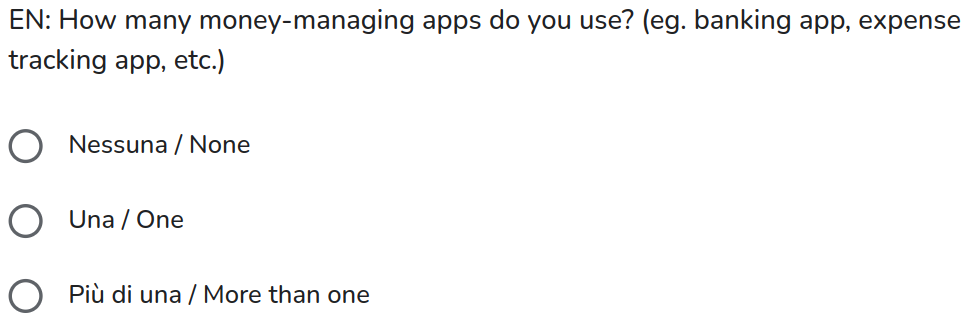 EN: How many money-managing apps do you use? (eg. banking app, expense
tracking app, etc.)
Nessuna / None
Una / One
Più di una / More than one